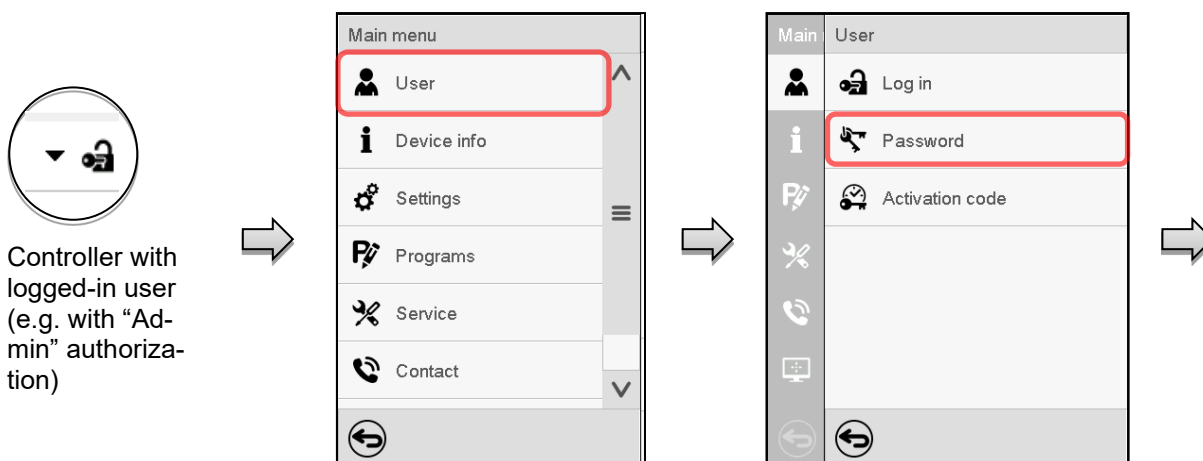 Controller with
logged-in user
(e.g. with “Ad-
min” authoriza-
tion)
Main menu
User
Device info
Settings
Programs
Service
Contact
Main
User
Log in
Password
Activation code